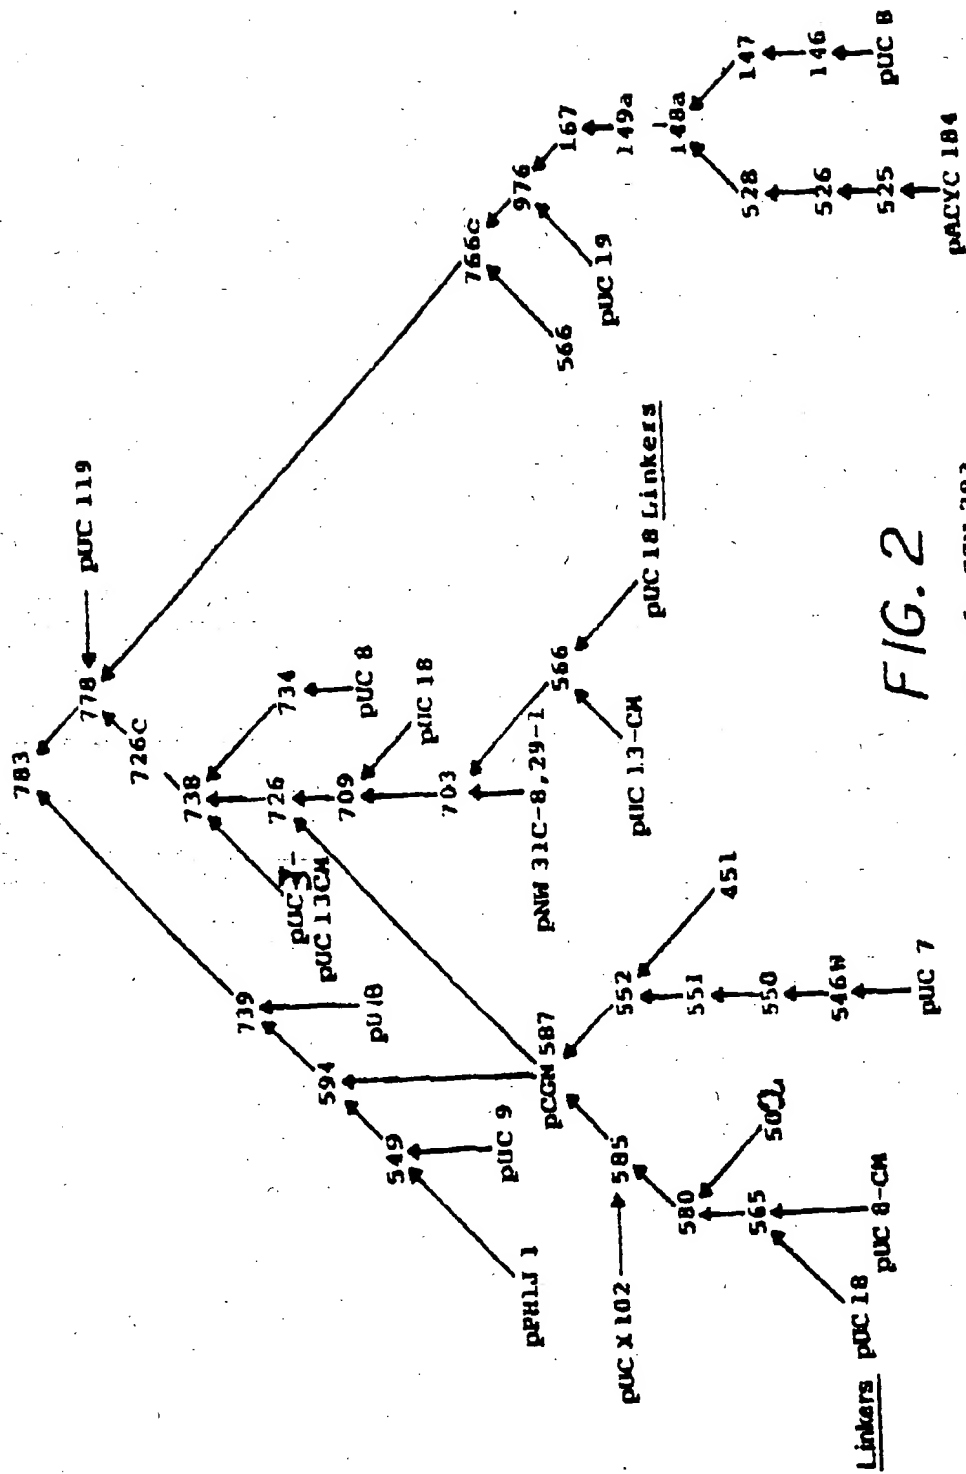 783
778 pUC 119
726C
738
734
pUC 8
726
709
pUC 18
703
pNW 31C-8,29-1
pUC 13CM
739
594
549
pUC 9
pPH1J 1
pCGN 587
566
pUC 18 Linkers
pUC 13-CM
766c
976
167
149a
148a
147
146
pUC 8
528
526
525
pACYC 184
566
pUC 19
585
pUC X 102
580
502
565
pUC 8-CM
Linkers pUC 18
552
451
551
550
546W
pUC 7
FIG. 2